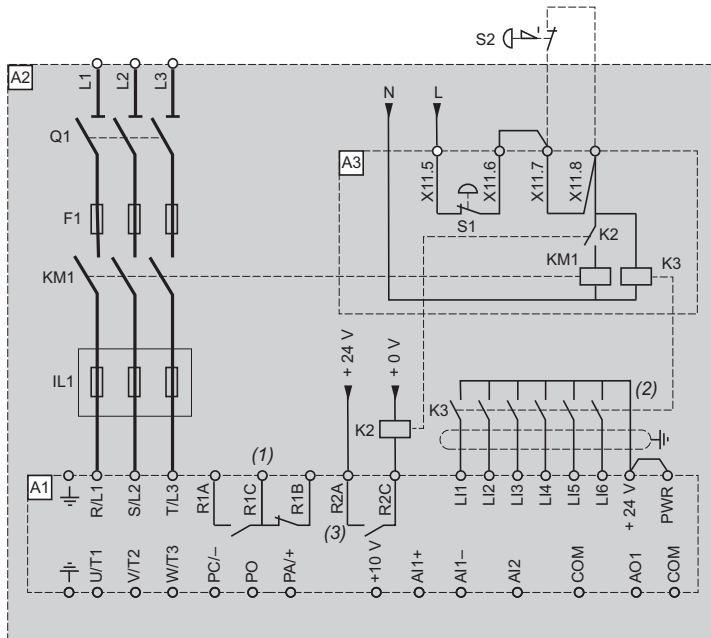 S2
A2
L1
L2
L3
N
L
Q1
A3
X11.5
X11.6
X11.7
X11.8
S1
K2
F1
KM1
K3
KM1
+ 24 V
+ 0 V
IL1
K2
K3
(2)
(1)
A1
R/L1
S/L2
T/L3
R1A
R1C
R1B
R2A
R2C
LI1
LI2
LI3
LI4
LI5
LI6
+ 24 V
PWR
(3)
U/T1
V/T2
W/T3
PC/–
PO
PA/+
+10 V
AI1+
AI1–
AI2
COM
AO1
COM